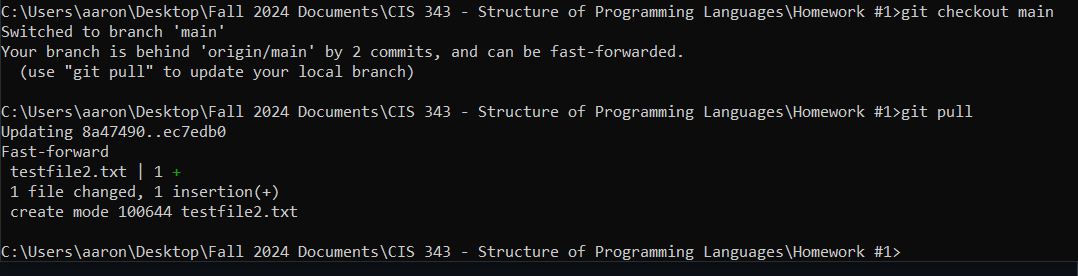 C:\Users\aaron\Desktop\Fall 2024 Documents\CIS 343 - Structure of Programming Languages\Homework #1>git checkout main
Switched to branch 'main'
Your branch is behind 'origin/main' by 2 commits, and can be fast-forwarded.
  (use "git pull" to update your local branch)

C:\Users\aaron\Desktop\Fall 2024 Documents\CIS 343 - Structure of Programming Languages\Homework #1>git pull
Updating 8a47490..ec7edb0
Fast-forward
 testfile2.txt | 1 +
 1 file changed, 1 insertion(+)
 create mode 100644 testfile2.txt

C:\Users\aaron\Desktop\Fall 2024 Documents\CIS 343 - Structure of Programming Languages\Homework #1>